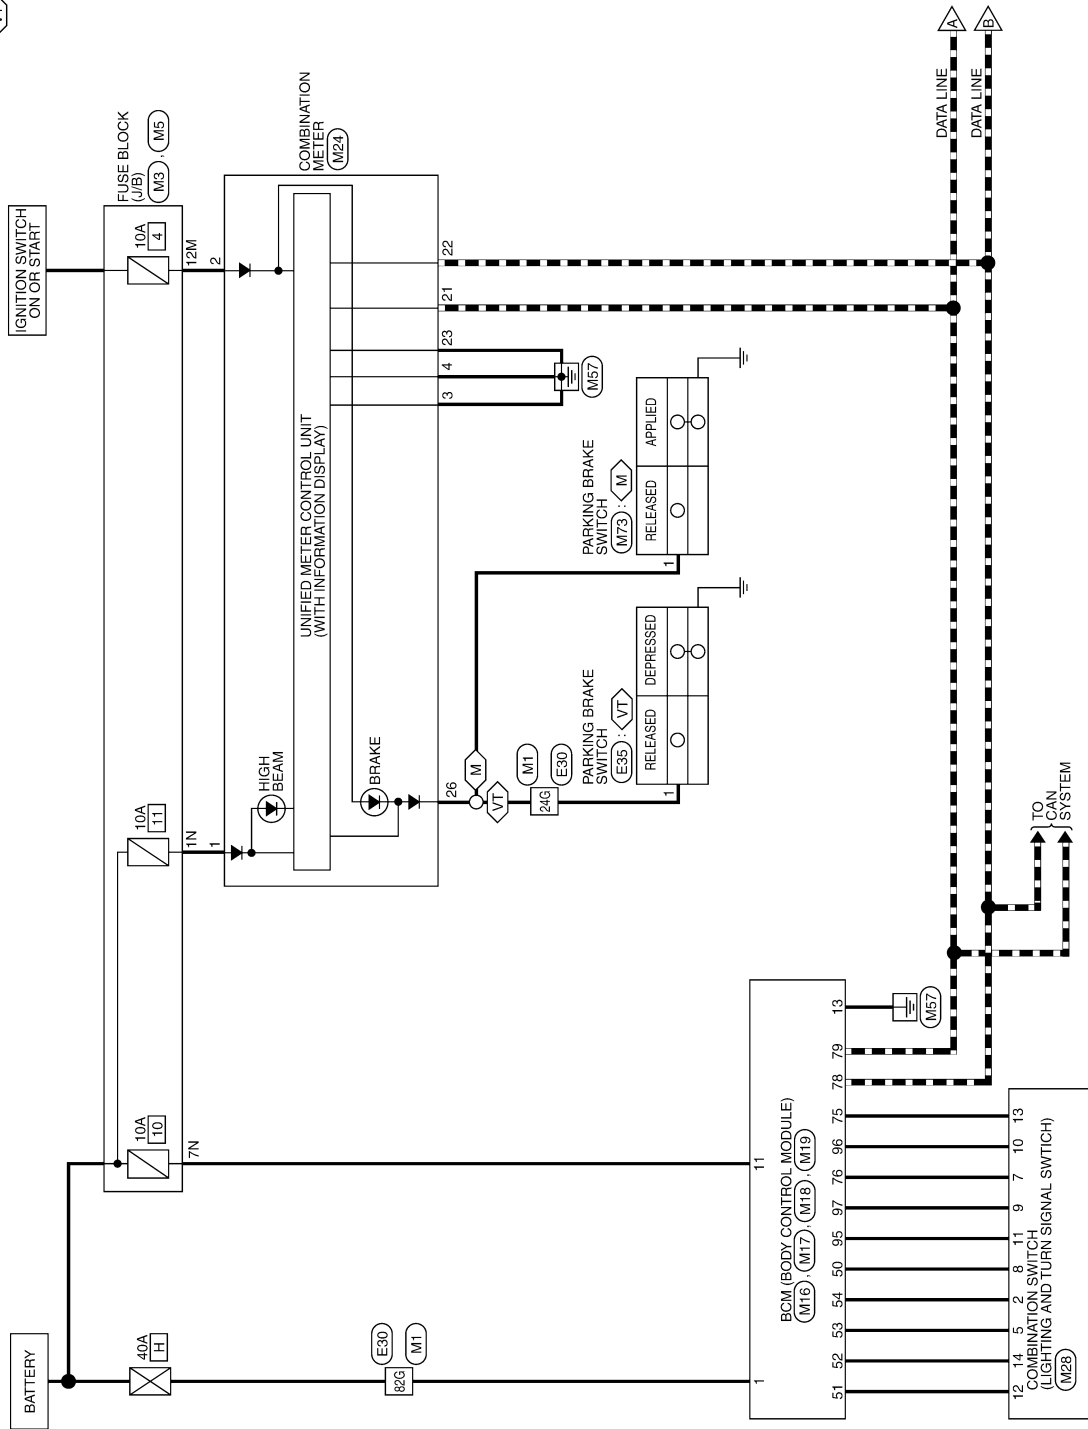 IGNITION SWITCH
ON OR START
BATTERY
FUSE BLOCK
(J/B)
M3 , M5
10A
4
12M
10A
11
1N
10A
10
7N
40A
H
E30
82G
M1
COMBINATION
METER
M24
2
1
UNIFIED METER CONTROL UNIT
(WITH INFORMATION DISPLAY)
HIGH
BEAM
BRAKE
26
3
4
23
21
22
M57
M
VT
M1
24G
E30
PARKING BRAKE
SWITCH
E35 : VT
RELEASED
DEPRESSED
1
PARKING BRAKE
SWITCH
M73 : M
RELEASED
APPLIED
1
DATA LINE
A
DATA LINE
B
TO
CAN
SYSTEM
1
11
BCM (BODY CONTROL MODULE)
M16 , M17 , M18 , M19
51
52
53
54
50
95
97
76
96
75
78
79
13
M57
12
14
5
2
8
11
9
7
10
13
COMBINATION SWITCH
(LIGHTING AND TURN SIGNAL SWTICH)
M28